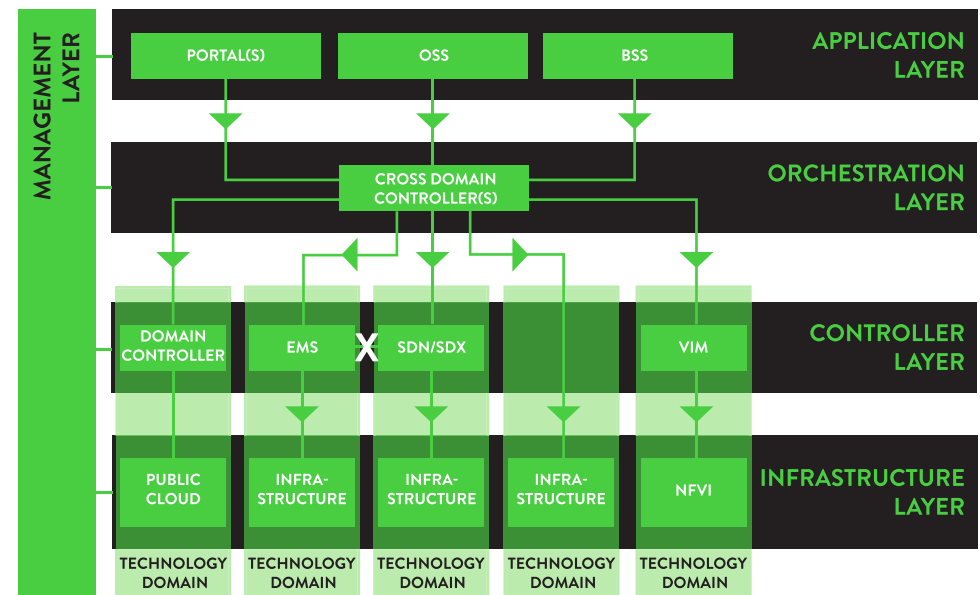 MANAGEMENT
LAYER
PORTAL(S)
OSS
BSS
APPLICATION
LAYER
CROSS DOMAIN
CONTROLLER(S)
ORCHESTRATION
LAYER
DOMAIN
CONTROLLER
EMS
X
SDN/SDX
VIM
CONTROLLER
LAYER
PUBLIC
CLOUD
INFRA-
STRUCTURE
INFRA-
STRUCTURE
INFRA-
STRUCTURE
NFVI
INFRASTRUCTURE
LAYER
TECHNOLOGY
DOMAIN
TECHNOLOGY
DOMAIN
TECHNOLOGY
DOMAIN
TECHNOLOGY
DOMAIN
TECHNOLOGY
DOMAIN